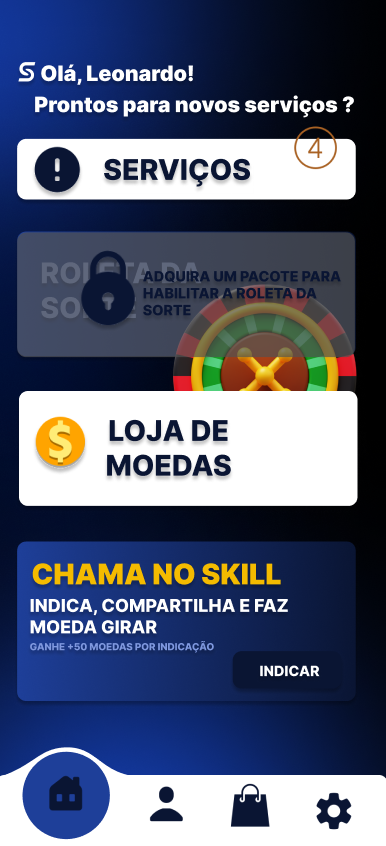 S Olá, Leonardo!
Prontos para novos serviços ?
4
! SERVIÇOS
ROLETA DA
SORTE
ADQUIRA UM PACOTE PARA
HABILITAR A ROLETA DA
SORTE
$ LOJA DE
MOEDAS
CHAMA NO SKILL
INDICA, COMPARTILHA E FAZ
MOEDA GIRAR
GANHE +50 MOEDAS POR INDICAÇÃO
INDICAR